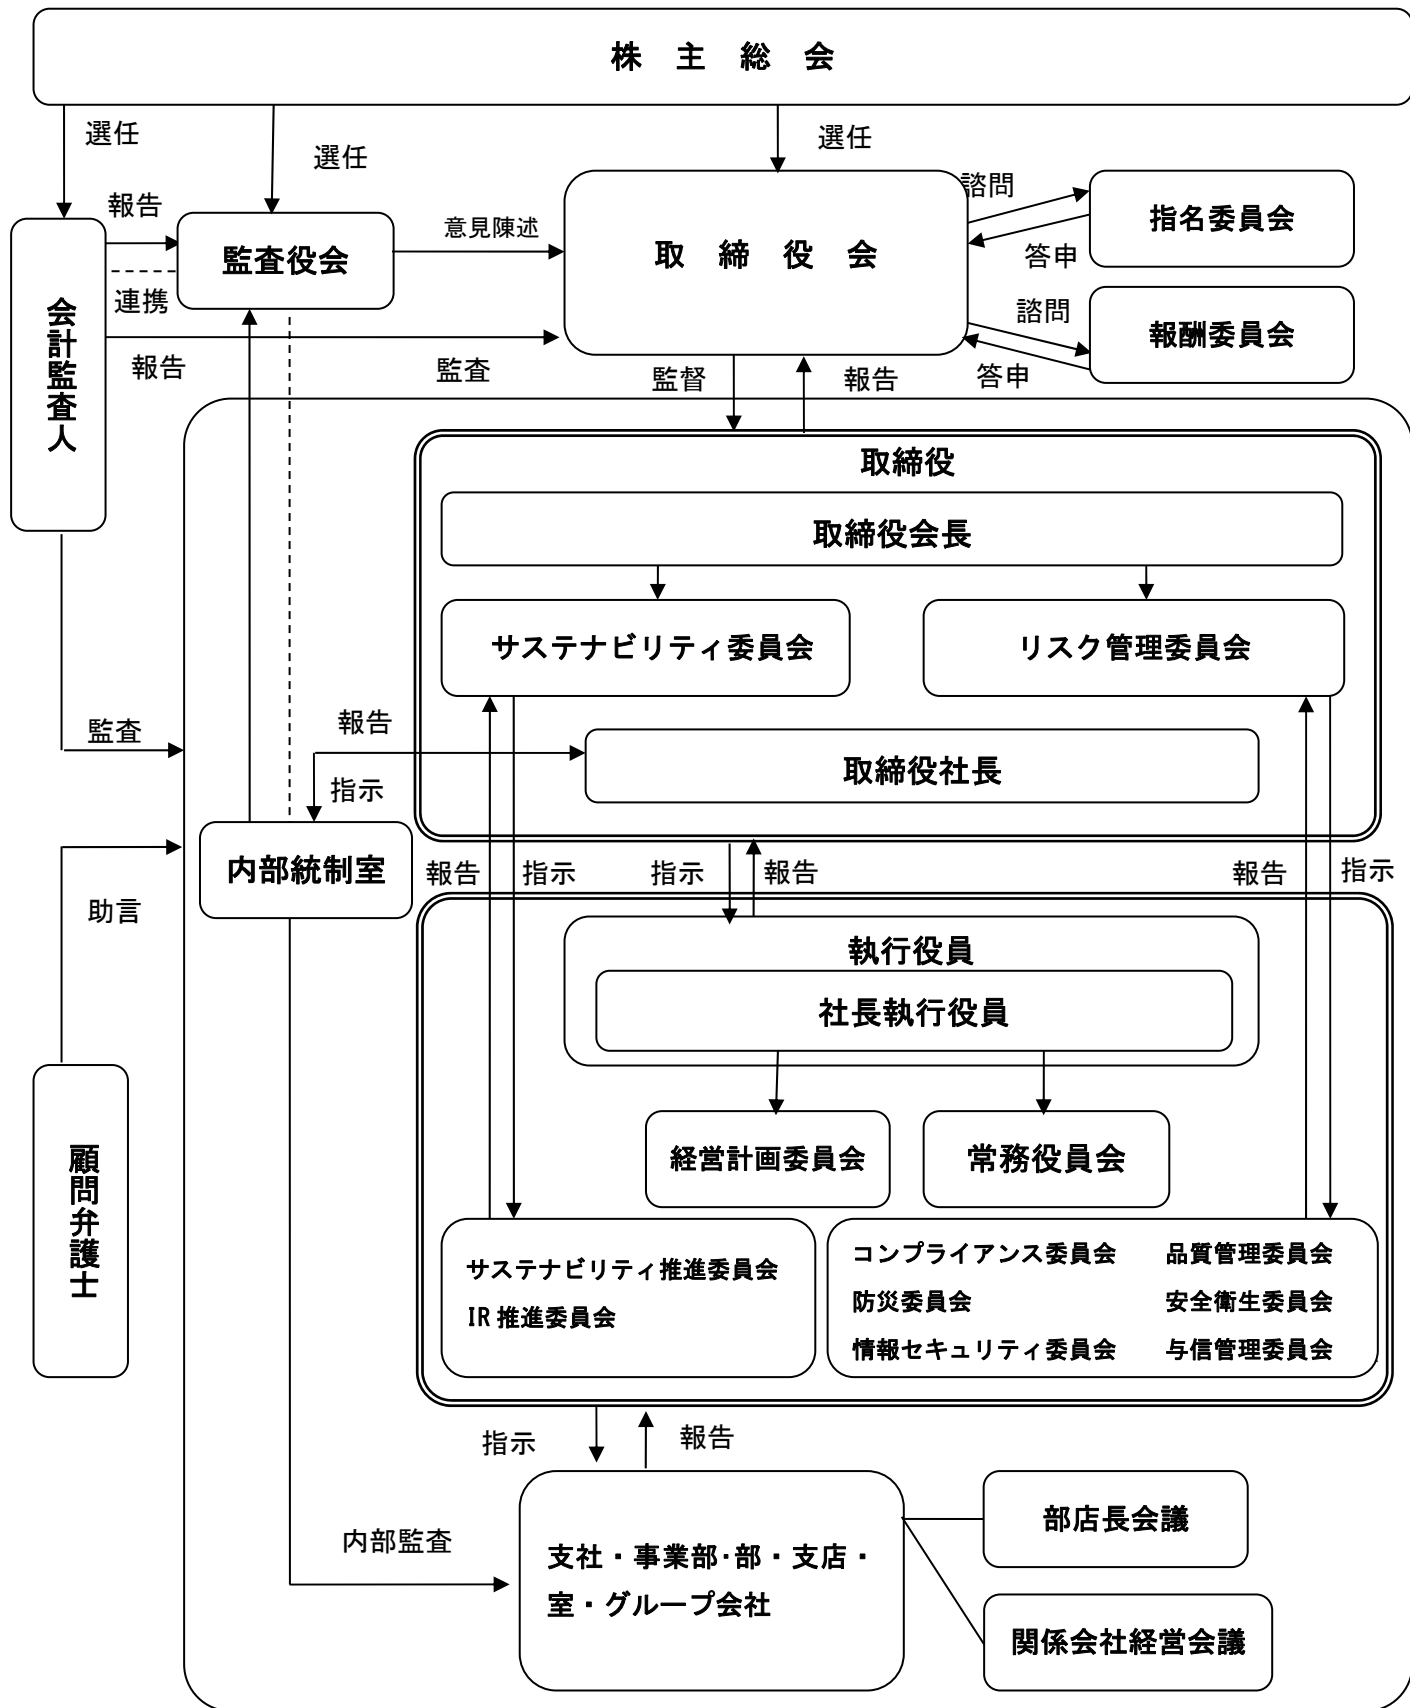 株　主　総　会
選任
選任
選任
報告
意見陳述
諮問
指名委員会
監査役会
取　締　役　会
答申
連携
諮問
報酬委員会
会計監査人
報告
監査
監督
報告
答申
取締役
取締役会長
サステナビリティ委員会
リスク管理委員会
監査
報告
取締役社長
指示
内部統制室
報告
指示
指示
報告
報告
指示
助言
執行役員
社長執行役員
経営計画委員会
常務役員会
顧問弁護士
サステナビリティ推進委員会
IR 推進委員会
コンプライアンス委員会　品質管理委員会
防災委員会　安全衛生委員会
情報セキュリティ委員会　与信管理委員会
指示
報告
内部監査
支社・事業部・部・支店・
室・グループ会社
部店長会議
関係会社経営会議